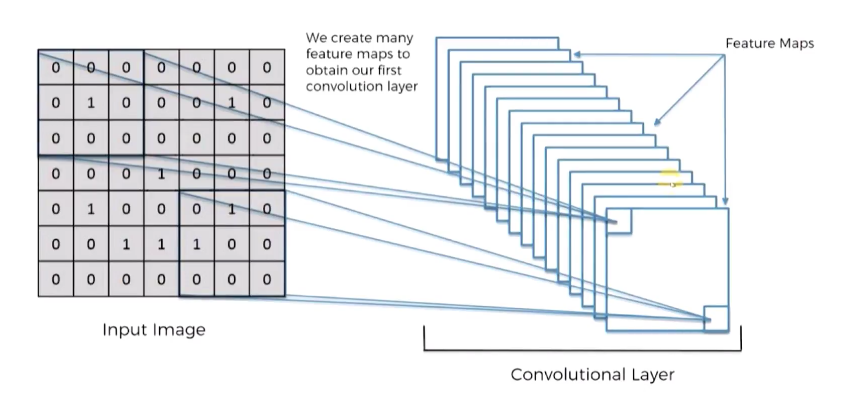 We create many
feature maps to
obtain our first
convolution layer
Feature Maps
0 0 0 0 0 0 0
0 1 0 0 0 1 0
0 0 0 0 0 0 0
0 0 0 1 0 0 0
0 1 0 0 0 1 0
0 0 1 1 1 0 0
0 0 0 0 0 0 0
Input Image
Convolutional Layer